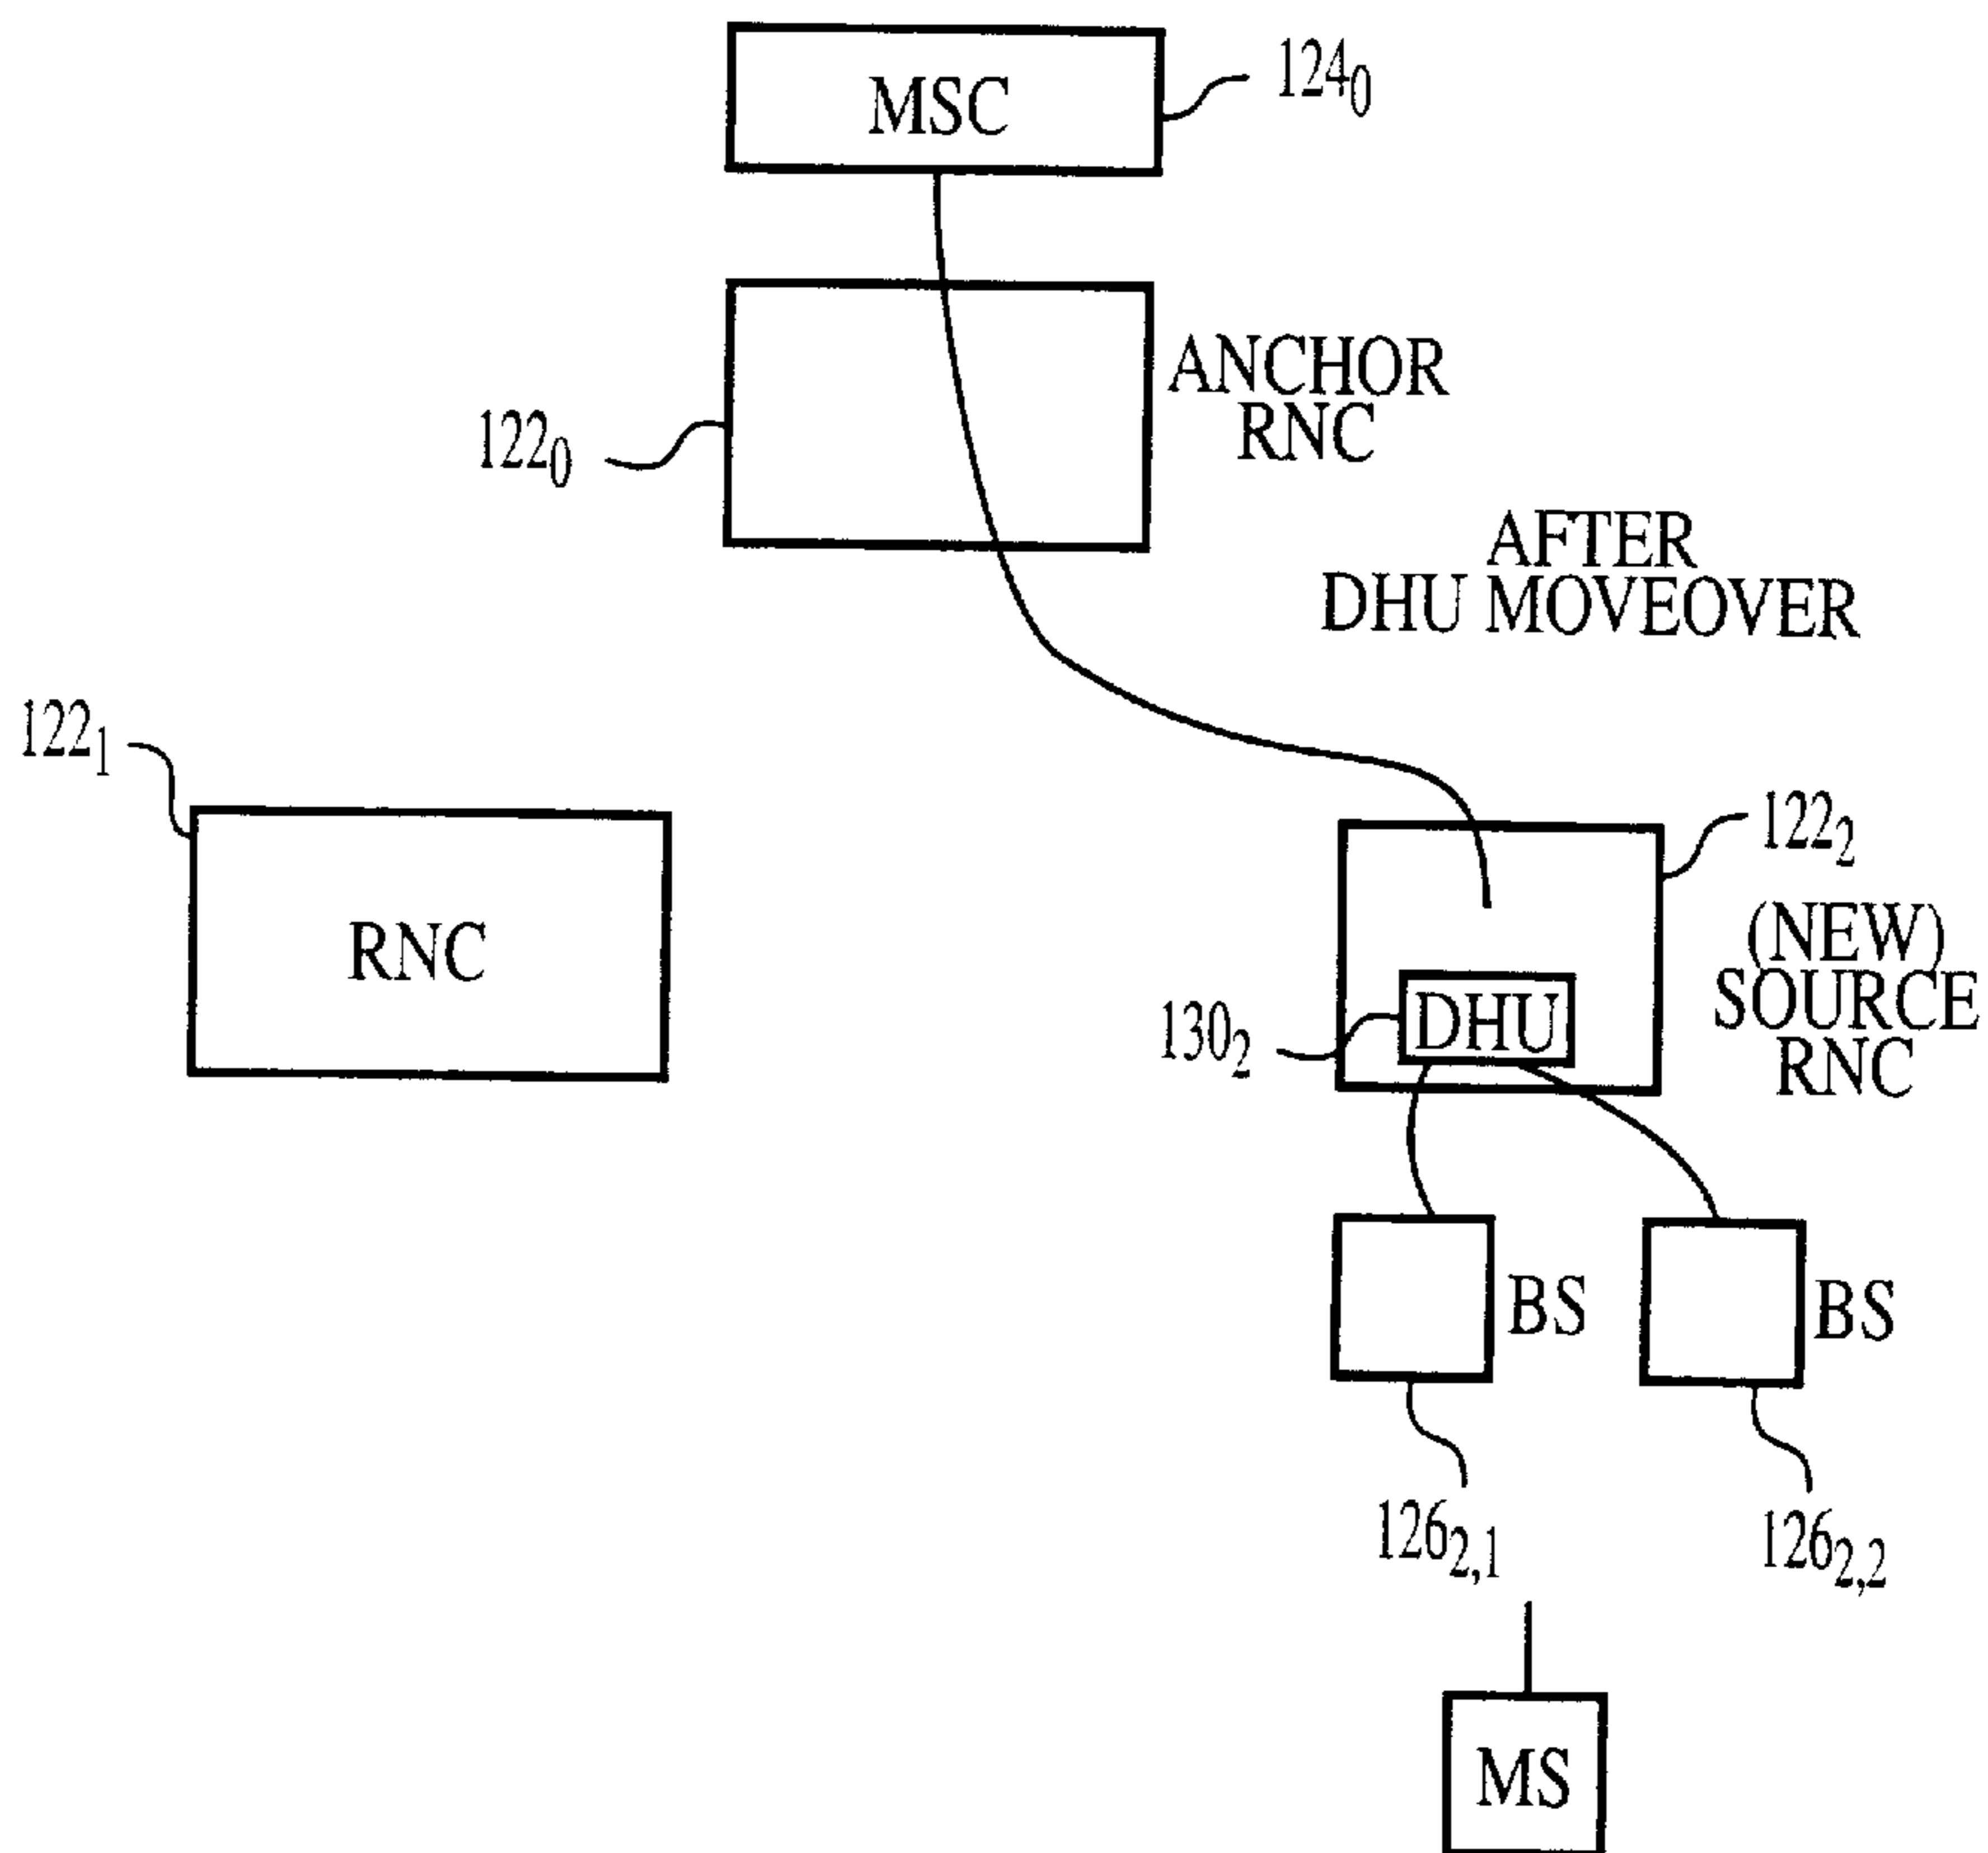 MSC
124₀
ANCHOR
RNC
122₀
AFTER
DHU MOVEOVER
122₁
RNC
122₂
(NEW)
SOURCE
RNC
130₂
DHU
BS
BS
126₂,₁
126₂,₂
MS